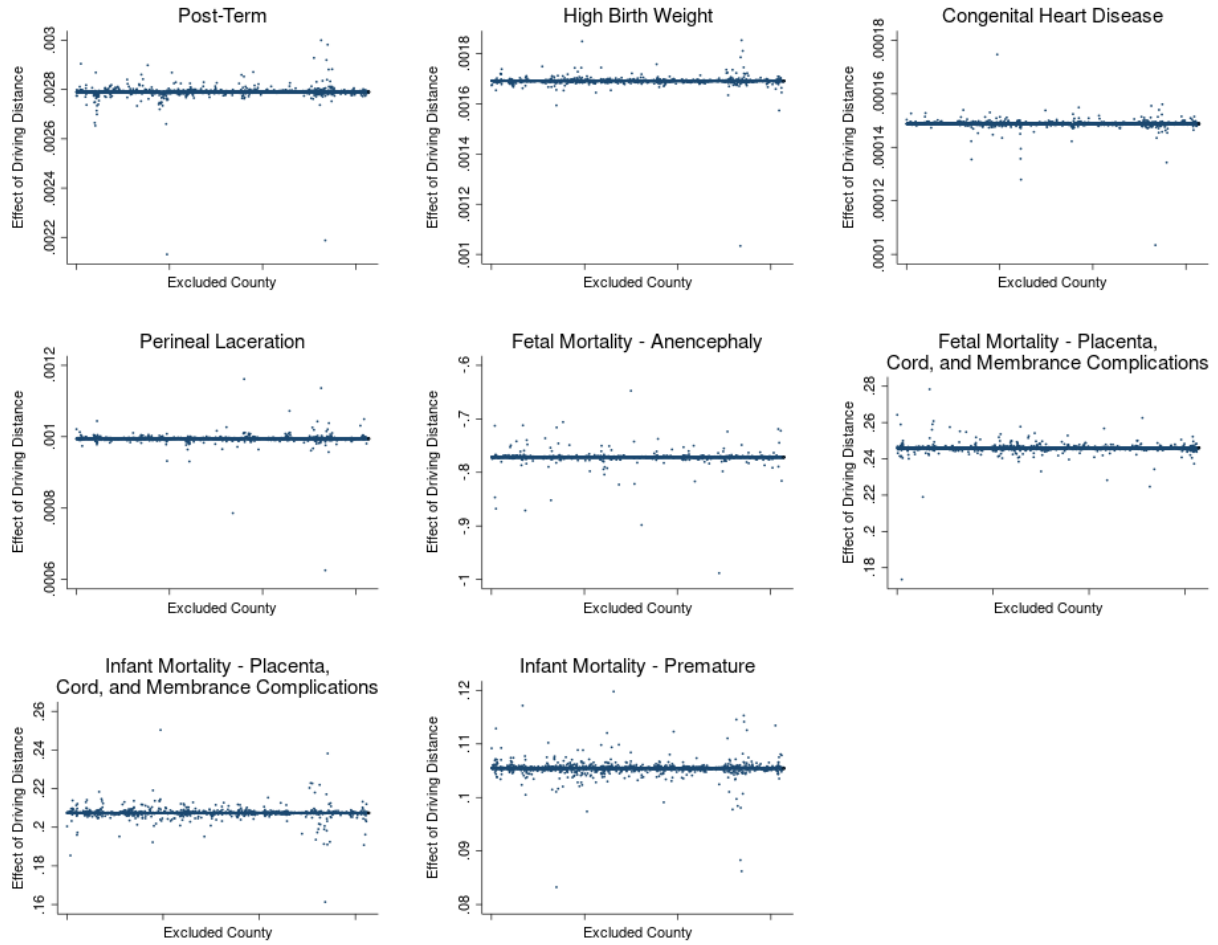 Post-Term
Effect of Driving Distance
.003
.0028
.0026
.0024
.0022
Excluded County
High Birth Weight
Effect of Driving Distance
.0018
.0016
.0014
.0012
.001
Excluded County
Congenital Heart Disease
Effect of Driving Distance
.00018
.00016
.00014
.00012
.0001
Excluded County
Perineal Laceration
Effect of Driving Distance
.0012
.001
.0008
.0006
Excluded County
Fetal Mortality - Anencephaly
Effect of Driving Distance
-.6
-.7
-.8
-.9
-1
Excluded County
Fetal Mortality - Placenta,
Cord, and Membrance Complications
Effect of Driving Distance
.28
.26
.24
.22
.2
.18
Excluded County
Infant Mortality - Placenta,
Cord, and Membrance Complications
Effect of Driving Distance
.26
.24
.22
.2
.18
.16
Excluded County
Infant Mortality - Premature
Effect of Driving Distance
.12
.11
.1
.09
.08
Excluded County